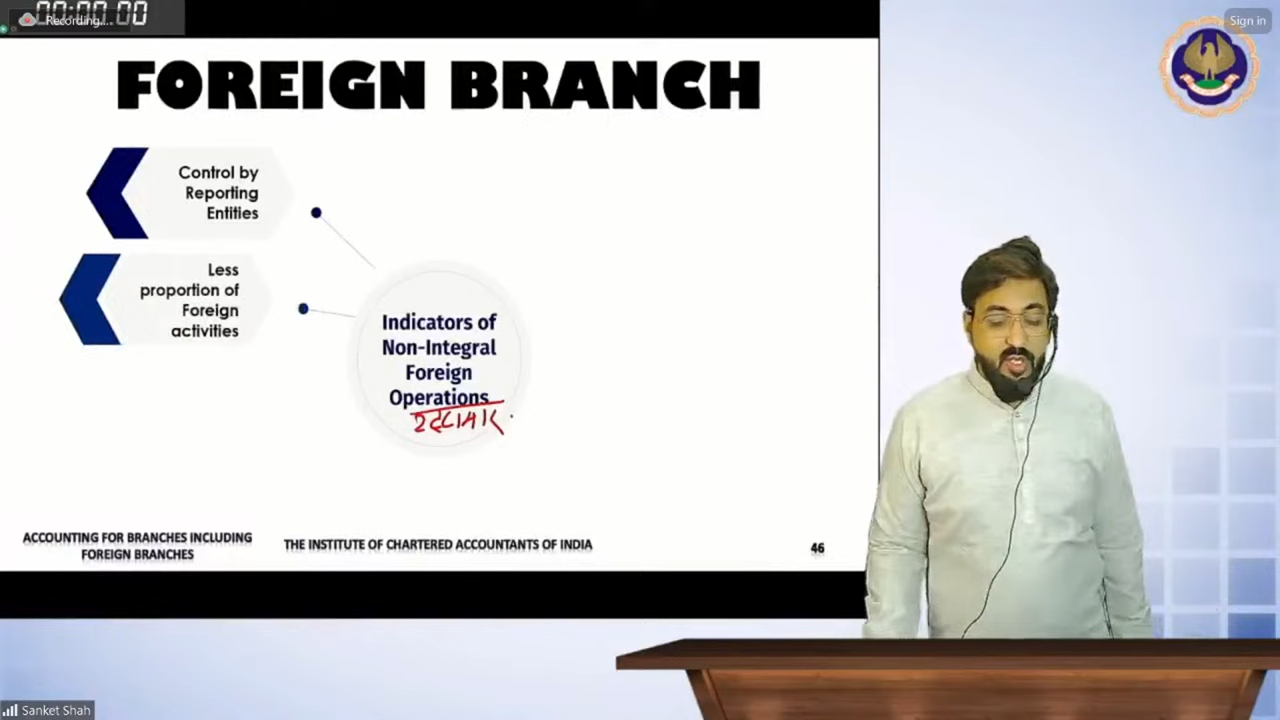 00:00.00
Recording...
Sign in
FOREIGN BRANCH
Control by
Reporting
Entities
Less
proportion of
Foreign
activities
Indicators of
Non-Integral
Foreign
Operations
ACCOUNTING FOR BRANCHES INCLUDING
FOREIGN BRANCHES
THE INSTITUTE OF CHARTERED ACCOUNTANTS OF INDIA
46
Sanket Shah